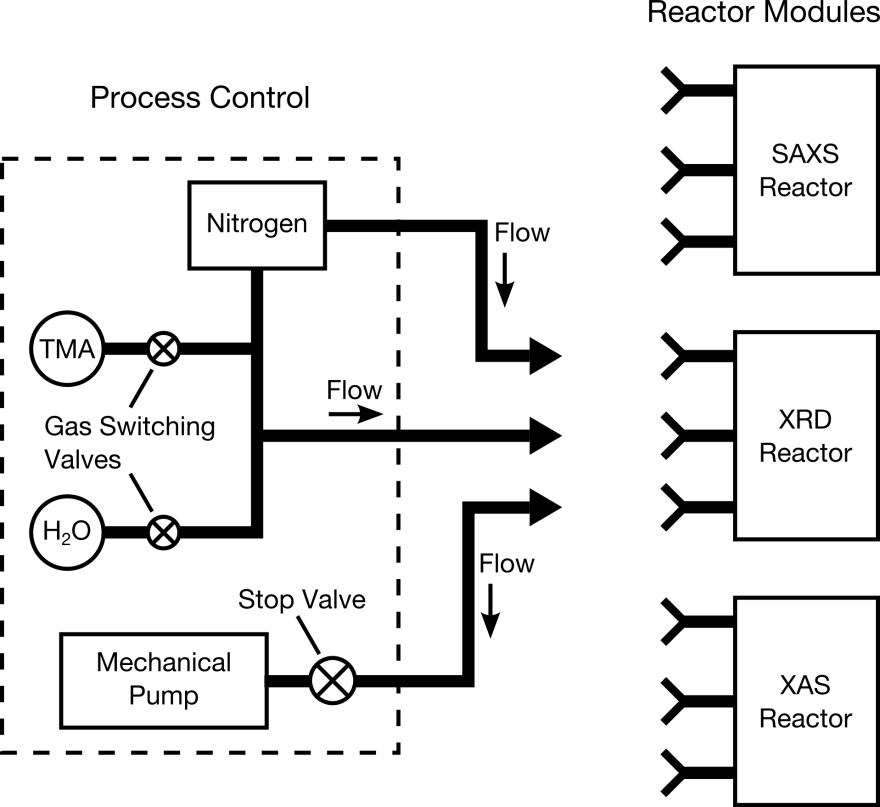 Reactor Modules
Process Control
SAXS
Reactor
Nitrogen
Flow
TMA
Flow
Gas Switching
Valves
XRD
Reactor
H₂O
Flow
Stop Valve
Mechanical
Pump
XAS
Reactor